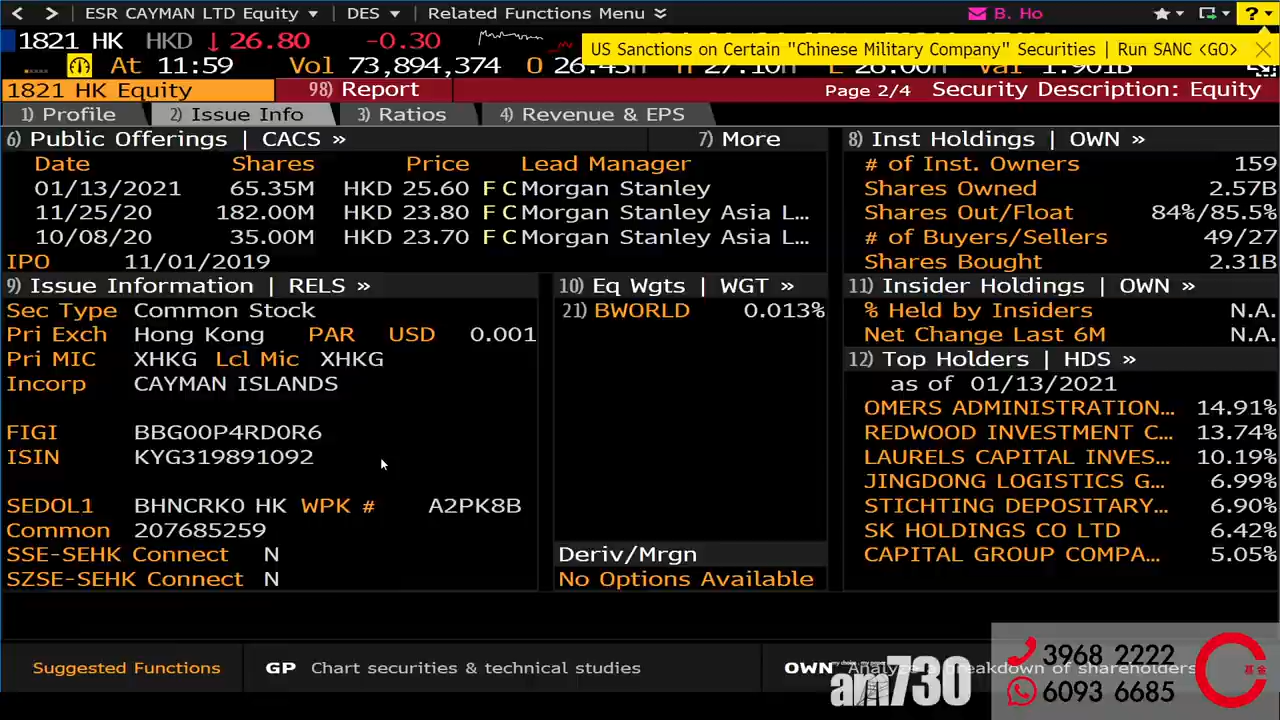 ESR CAYMAN LTD Equity DES Related Functions Menu B. Ho ?
1821 HK HKD 26.80 -0.30
US Sanctions on Certain "Chinese Military Company" Securities | Run SANC <GO>
At 11:59 Vol 73,894,374 O
1821 HK Equity 98) Report Page 2/4 Security Description: Equity
1) Profile 2) Issue Info 3) Ratios 4) Revenue & EPS
6) Public Offerings | CACS » 7) More
Date Shares Price Lead Manager
01/13/2021 65.35M HKD 25.60 F C Morgan Stanley
11/25/20 182.00M HKD 23.80 F C Morgan Stanley Asia L...
10/08/20 35.00M HKD 23.70 F C Morgan Stanley Asia L...
IPO 11/01/2019
8) Inst Holdings | OWN »
# of Inst. Owners 159
Shares Owned 2.57B
Shares Out/Float 84%/85.5%
# of Buyers/Sellers 49/27
Shares Bought 2.31B
9) Issue Information | RELS »
Sec Type Common Stock
Pri Exch Hong Kong PAR USD 0.001
Pri MIC XHKG Lcl Mic XHKG
Incorp CAYMAN ISLANDS
FIGI BBG00P4RD0R6
ISIN KYG319891092
SEDOL1 BHNCRK0 HK WPK # A2PK8B
Common 207685259
SSE-SEHK Connect N
SZSE-SEHK Connect N
10) Eq Wgts | WGT »
21) BWORLD 0.013%
Deriv/Mrgn
No Options Available
11) Insider Holdings | OWN »
% Held by Insiders N.A.
Net Change Last 6M N.A.
12) Top Holders | HDS »
as of 01/13/2021
OMERS ADMINISTRATION... 14.91%
REDWOOD INVESTMENT C... 13.74%
LAURELS CAPITAL INVES... 10.19%
JINGDONG LOGISTICS G... 6.99%
STICHTING DEPOSITARY... 6.90%
SK HOLDINGS CO LTD 6.42%
CAPITAL GROUP COMPA... 5.05%
Suggested Functions GP Chart securities & technical studies OWN Analyze a breakdown of shareholders
am730
3968 2222
6093 6685
基金